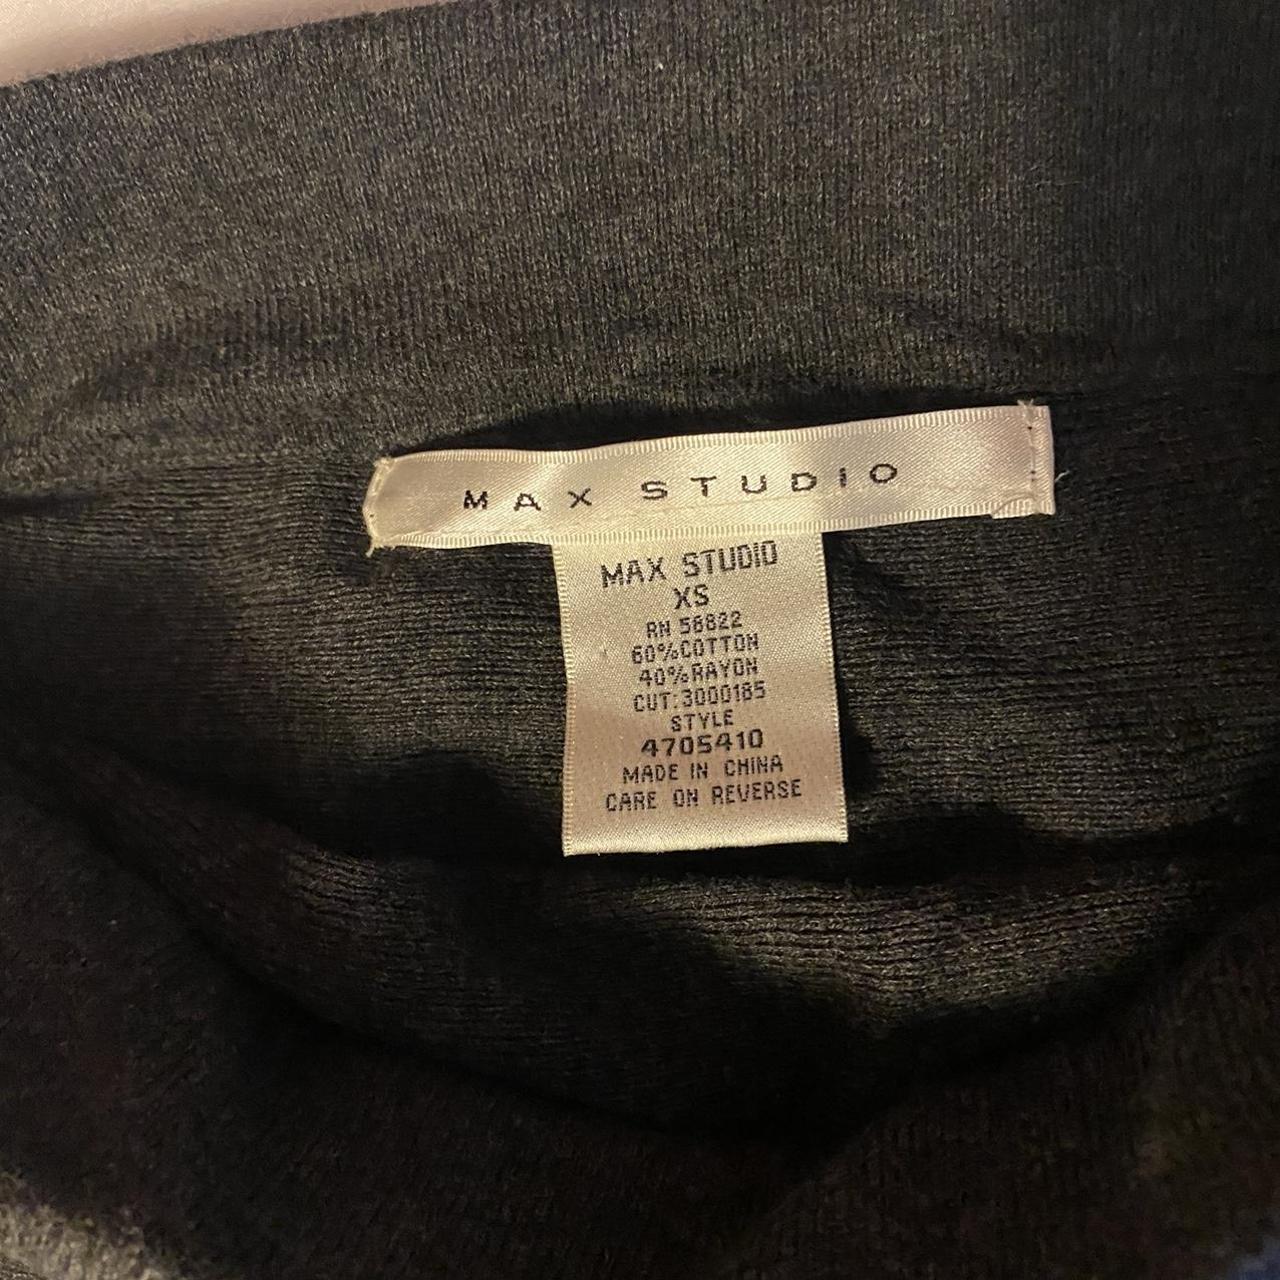 MAX STUDIO
MAX STUDIO
XS
RN 56822
60%COTTON
40%RAYON
CUT:3000185
STYLE
4705410
MADE IN CHINA
CARE ON REVERSE